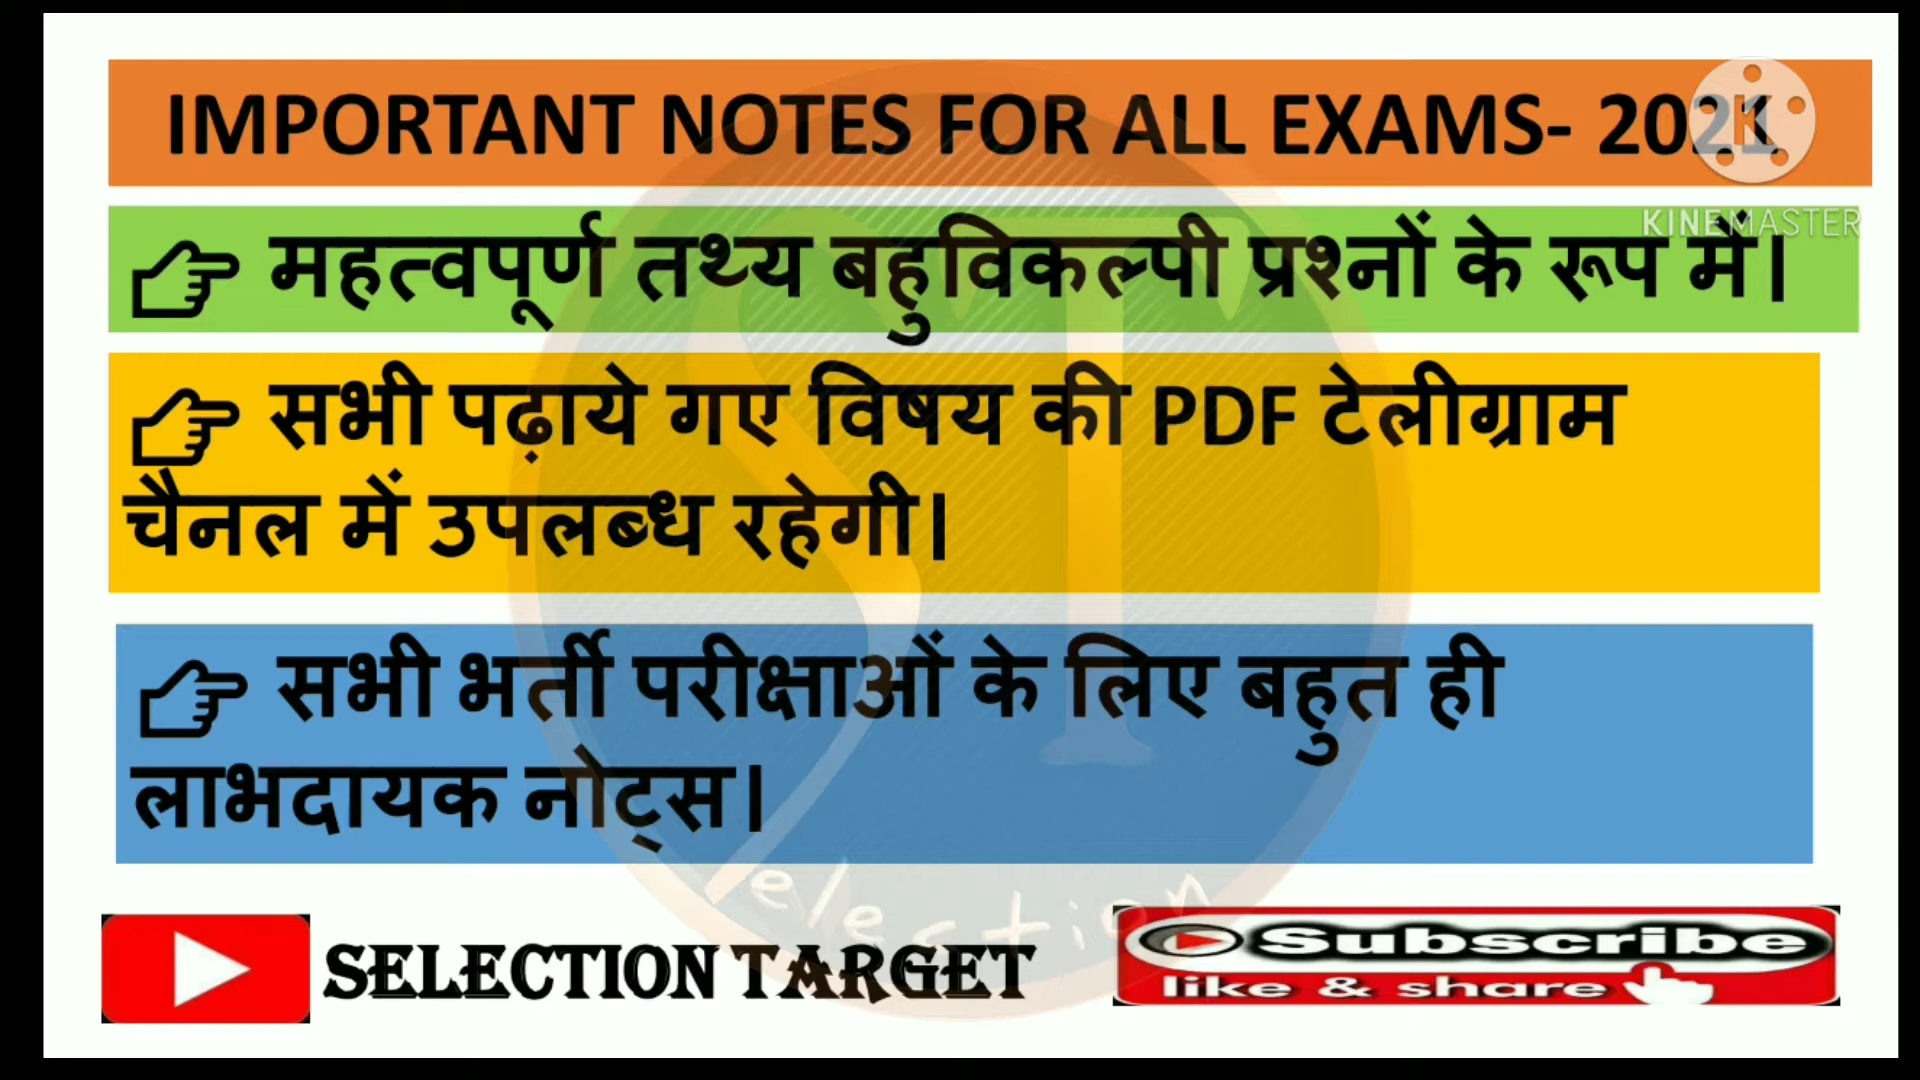 IMPORTANT NOTES FOR ALL EXAMS- 2021
KINEMASTER
👉 महत्वपूर्ण तथ्य बहुविकल्पी प्रश्नों के रूप में।
👉 सभी पढ़ाये गए विषय की PDF टेलीग्राम
चैनल में उपलब्ध रहेगी।
👉 सभी भर्ती परीक्षाओं के लिए बहुत ही
लाभदायक नोट्स।
election
SELECTION TARGET
Subscribe
like & share